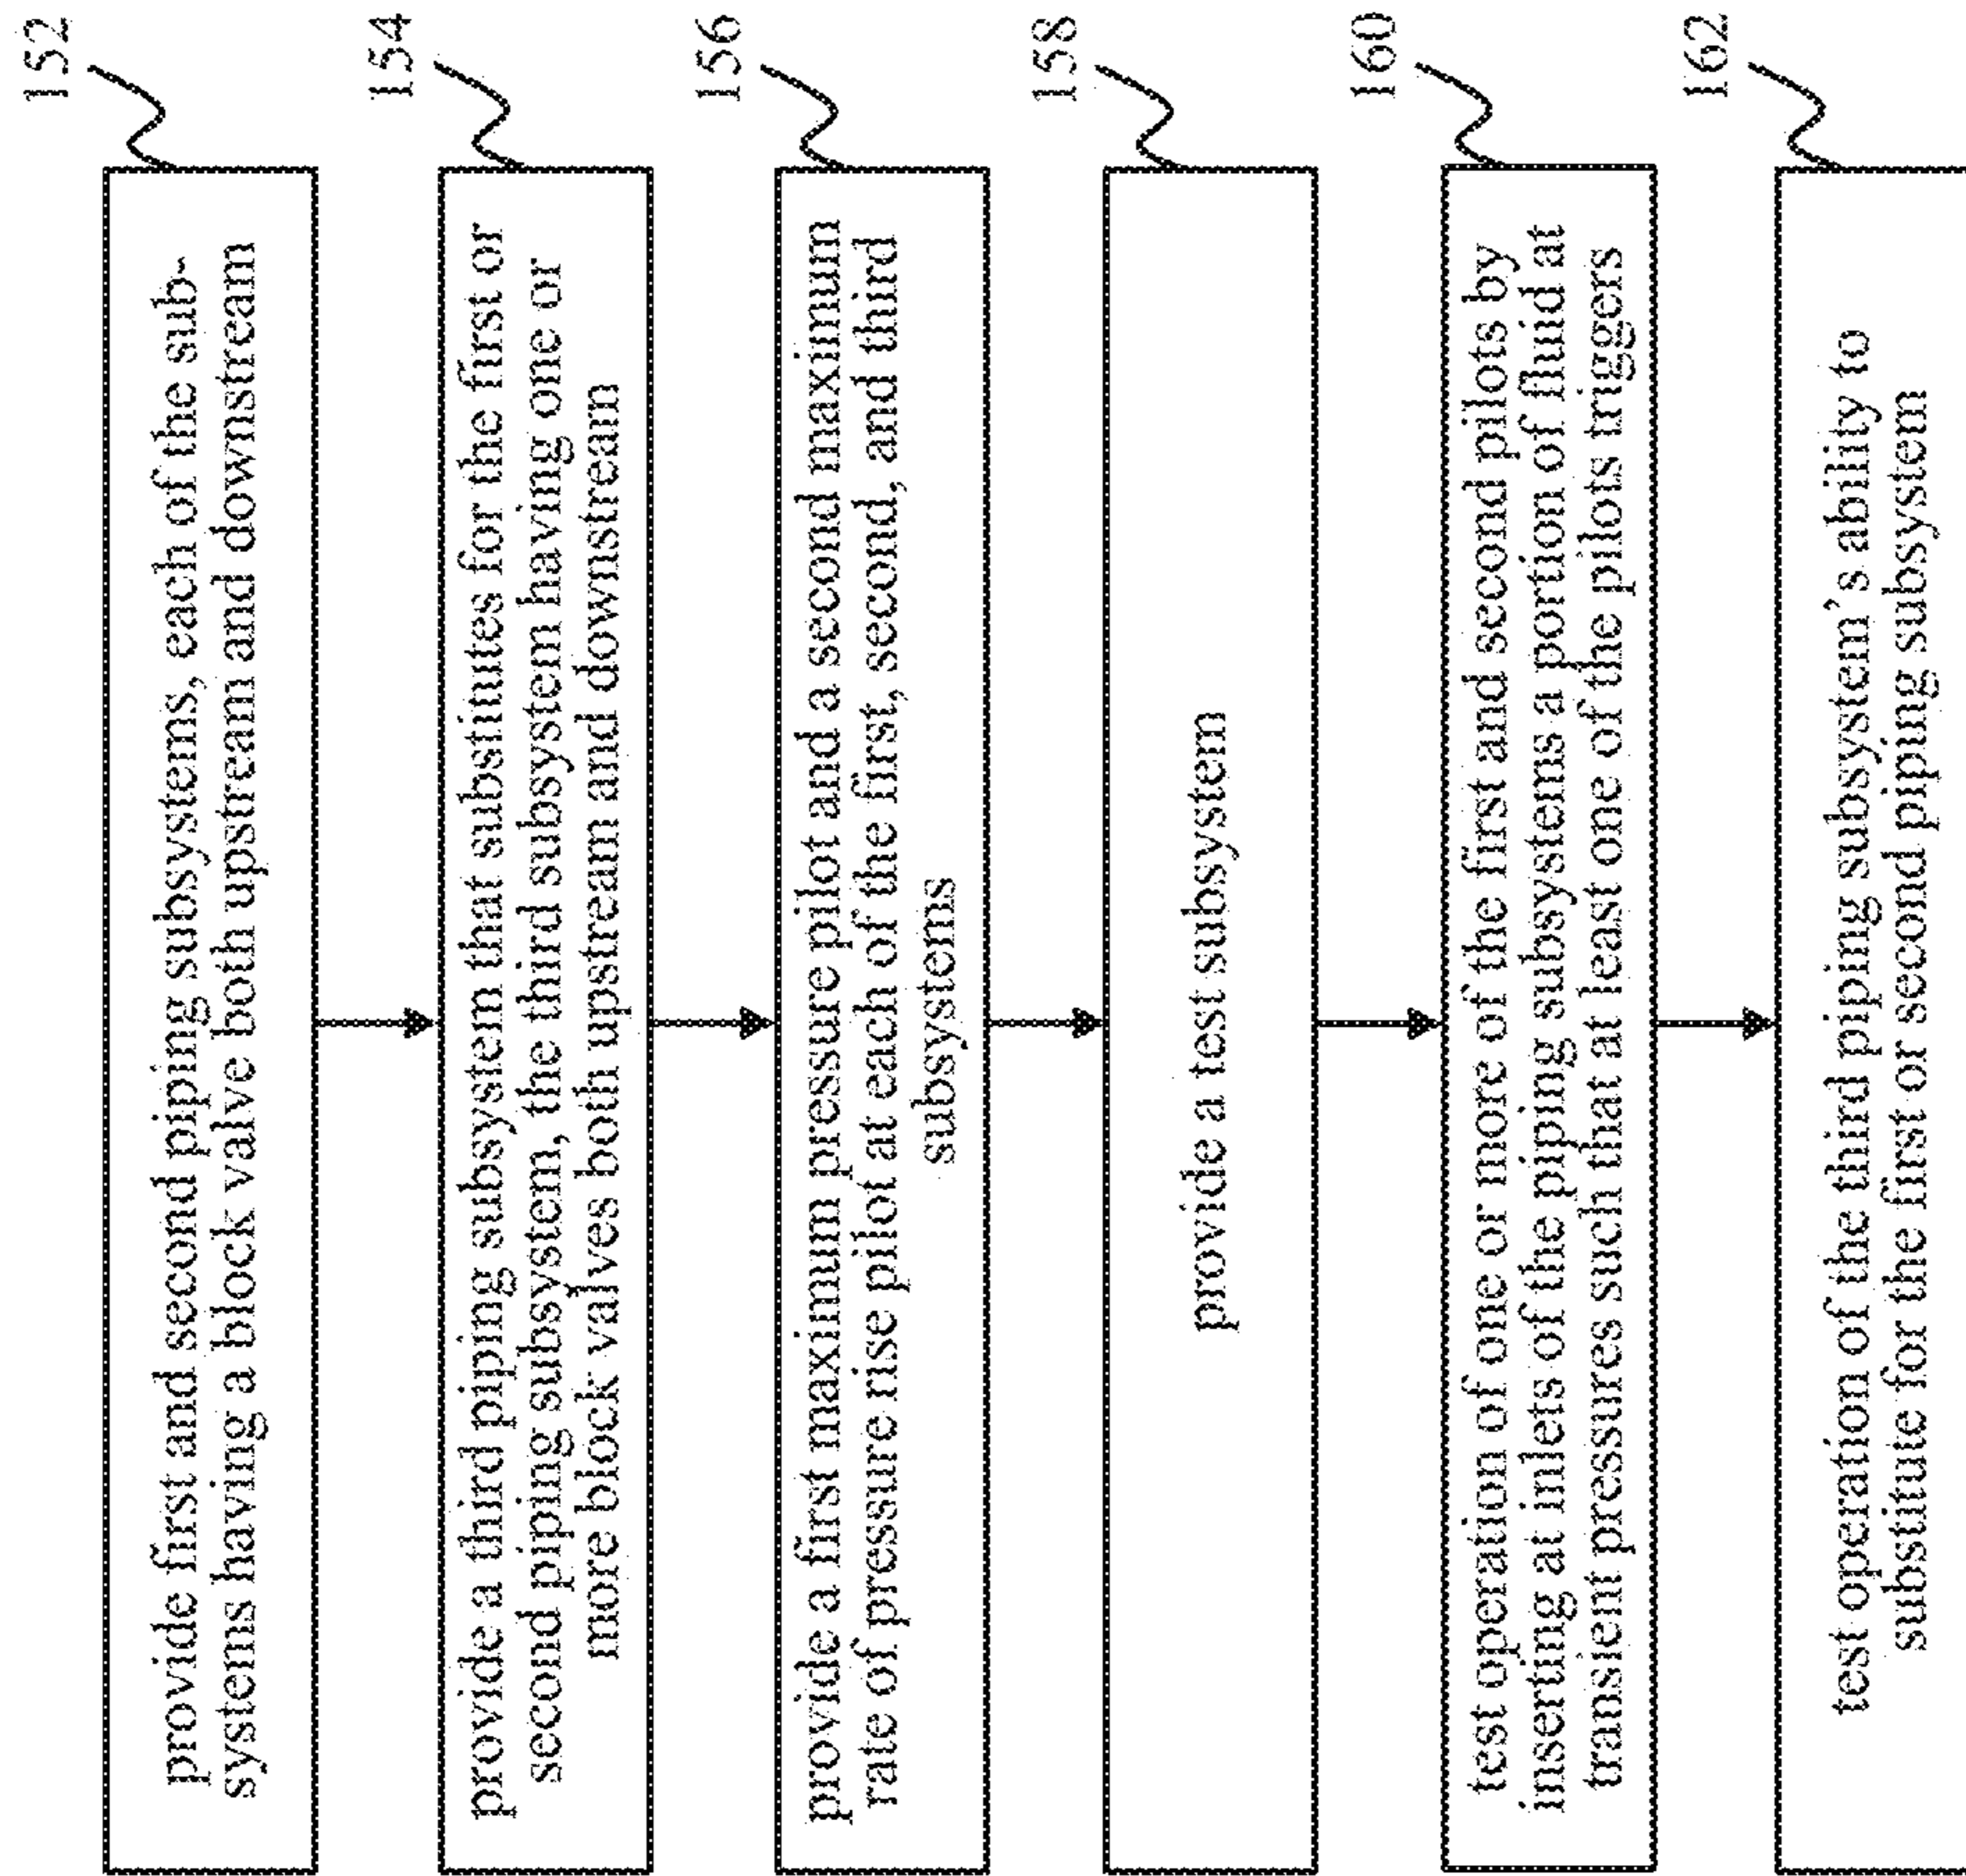 152
provide first and second piping subsystems, each of the sub-
systems having a block valve both upstream and downstream
154
provide a third piping subsystem that substitutes for the first or
second piping subsystem, the third subsystem having one or
more block valves both upstream and downstream
156
provide a first maximum pressure pilot and a second maximum
rate of pressure rise pilot at each of the first, second, and third
subsystems
158
provide a test subsystem
160
test operation of one or more of the first and second pilots by
inserting at inlets of the piping subsystems a portion of fluid at
transient pressures such that at least one of the pilots triggers
162
test operation of the third piping subsystem's ability to
substitute for the first or second piping subsystem